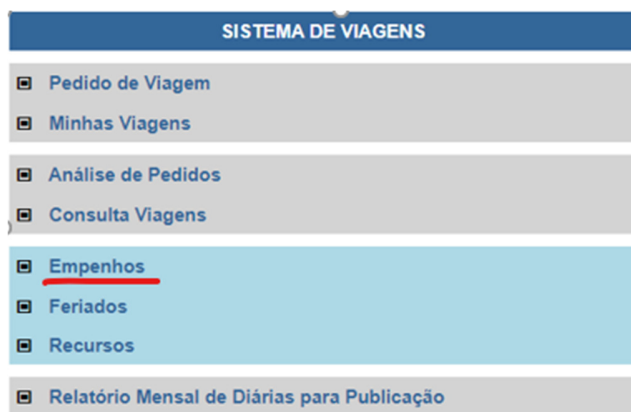 SISTEMA DE VIAGENS
Pedido de Viagem
Minhas Viagens
Análise de Pedidos
Consulta Viagens
Empenhos
Feriados
Recursos
Relatório Mensal de Diárias para Publicação